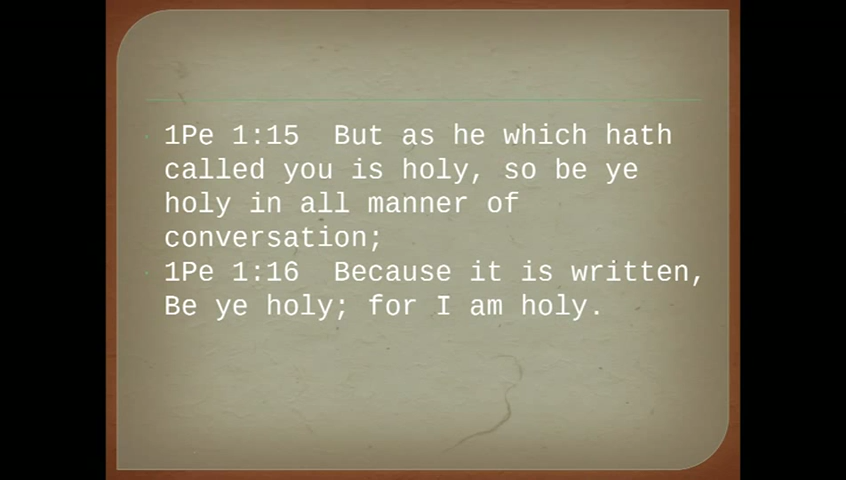 1Pe 1:15  But as he which hath
called you is holy, so be ye
holy in all manner of
conversation;
1Pe 1:16  Because it is written,
Be ye holy; for I am holy.